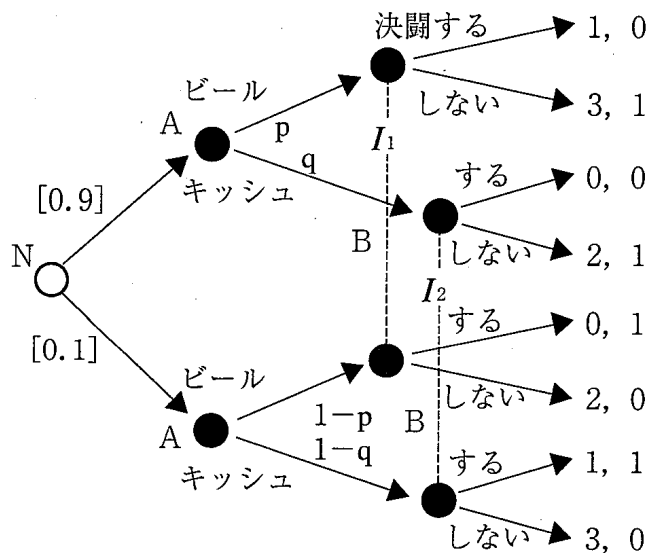 決闘する 1, 0
ビール
A p しない 3, 1
I1
q する 0, 0
キッシュ
[0.9]
B しない 2, 1
N
I2
する 0, 1
[0.1]
ビール
しない 2, 0
1-p B
A 1-q する 1, 1
キッシュ
しない 3, 0